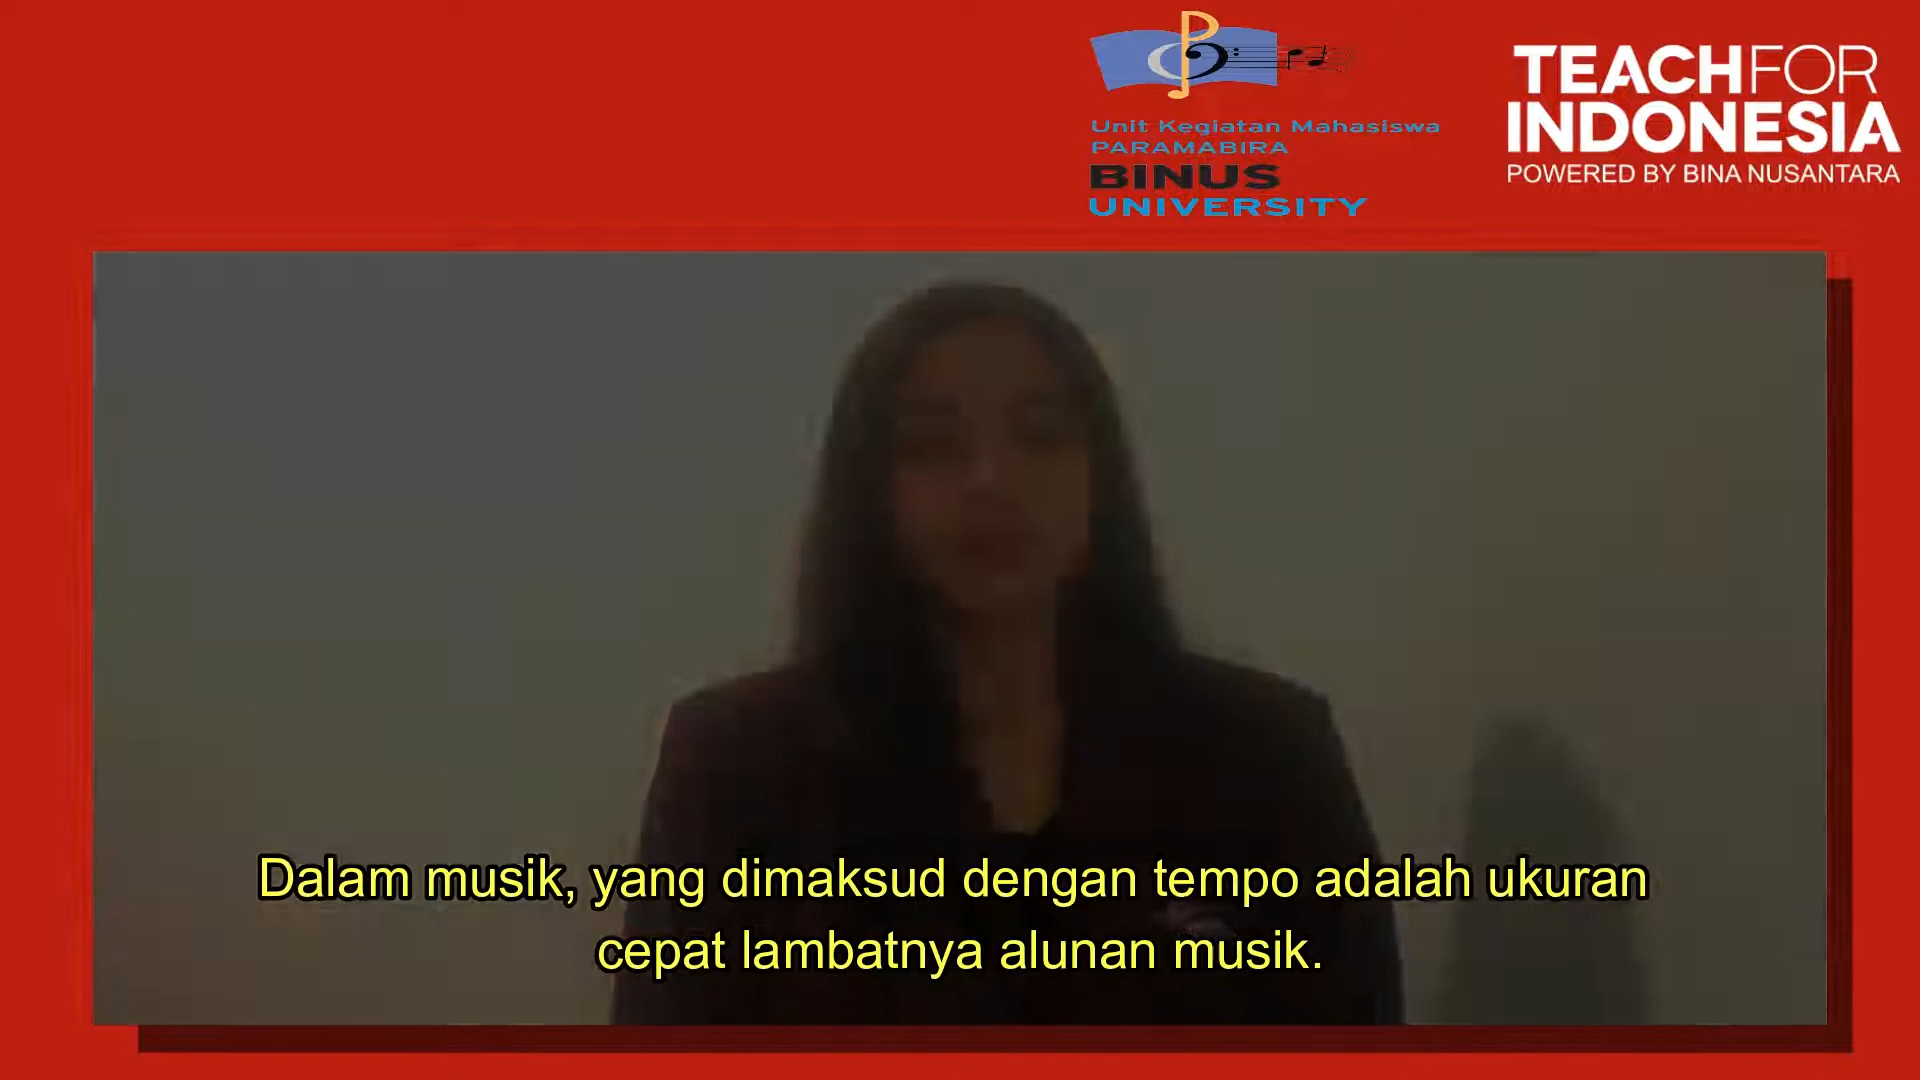 Unit Kegiatan Mahasiswa
PARAMABIRA
BINUS
UNIVERSITY
TEACHFOR
INDONESIA
POWERED BY BINA NUSANTARA
Dalam musik, yang dimaksud dengan tempo adalah ukuran
cepat lambatnya alunan musik.